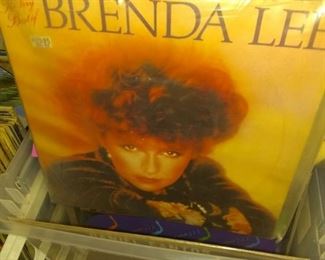 The Very
Best of
BRENDA LEE